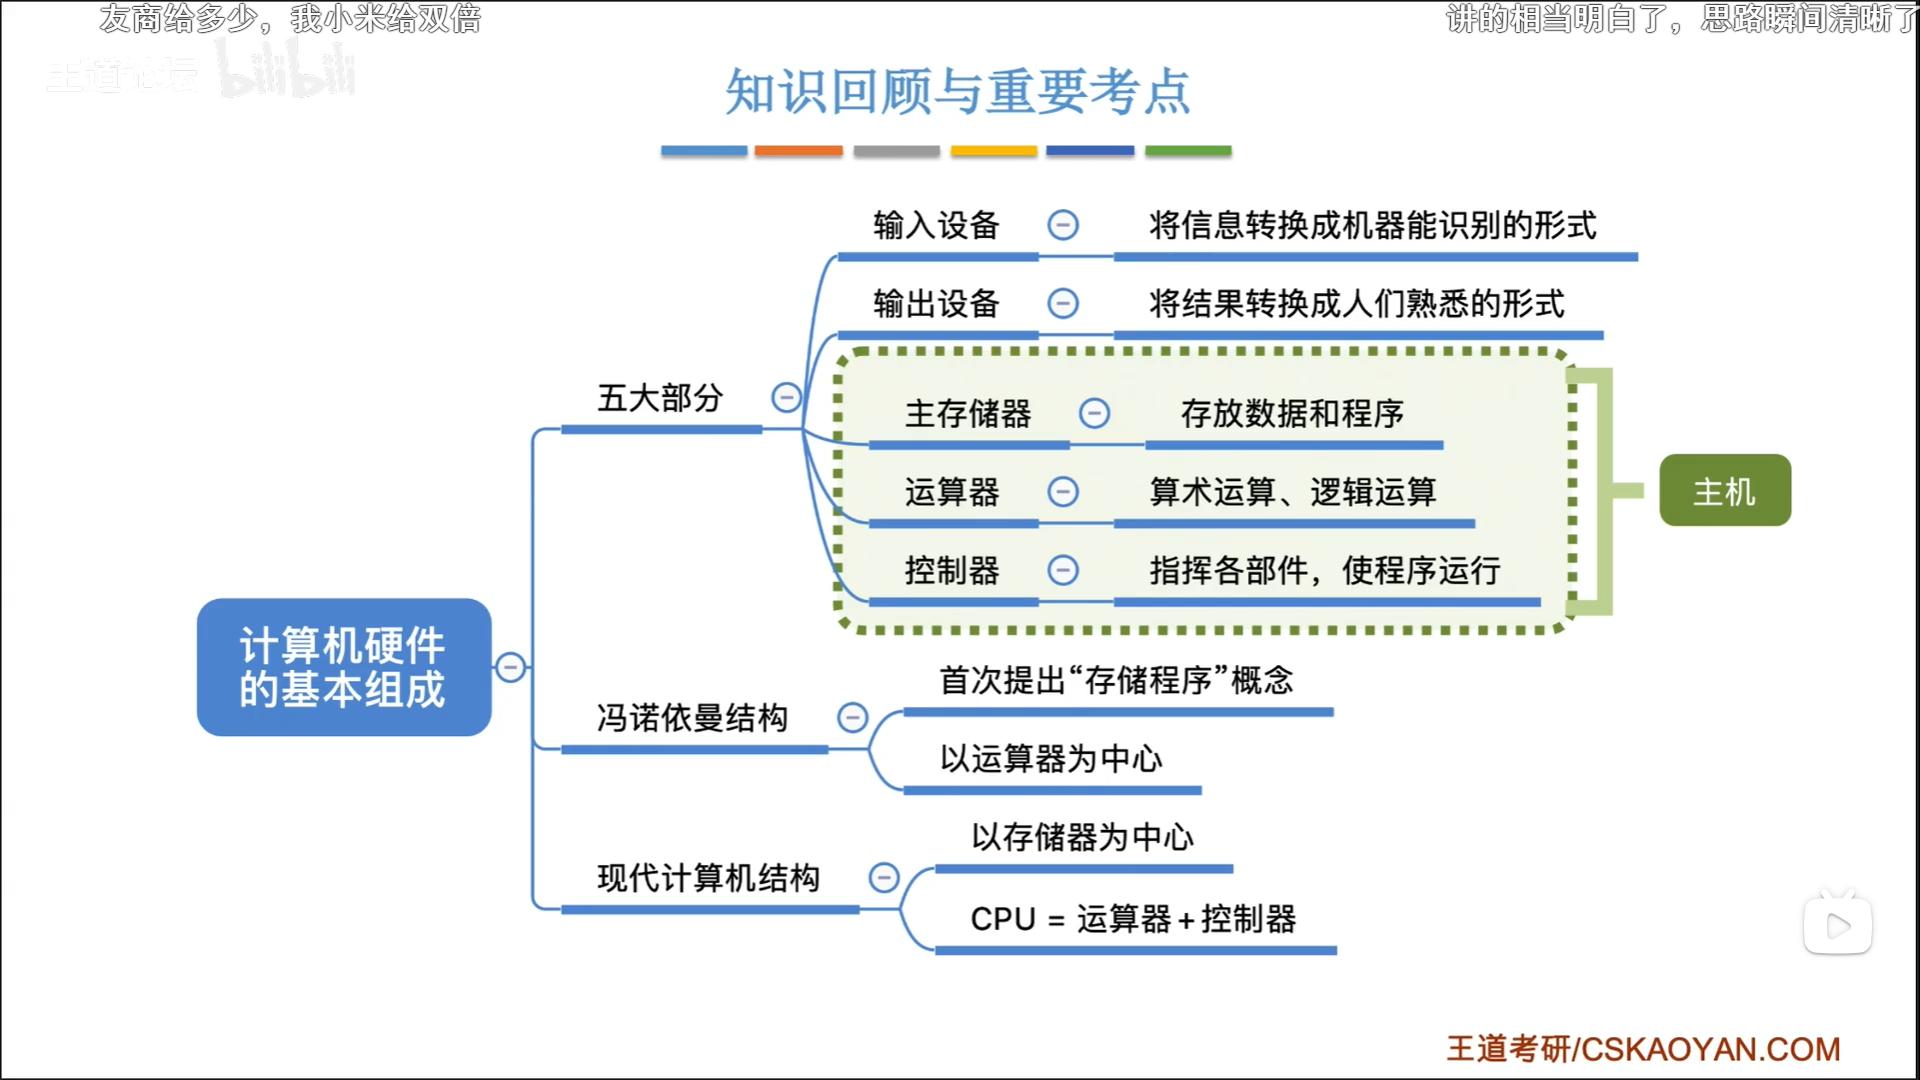 友商给多少，我小米给双倍
讲的相当明白了，思路瞬间清晰了
王道论坛 bilibili
知识回顾与重要考点
输入设备 将信息转换成机器能识别的形式
输出设备 将结果转换成人们熟悉的形式
五大部分
主存储器 存放数据和程序
运算器 算术运算、逻辑运算
主机
控制器 指挥各部件，使程序运行
计算机硬件
的基本组成
首次提出“存储程序”概念
冯诺依曼结构
以运算器为中心
以存储器为中心
现代计算机结构
CPU = 运算器+控制器
王道考研/CSKAOYAN.COM